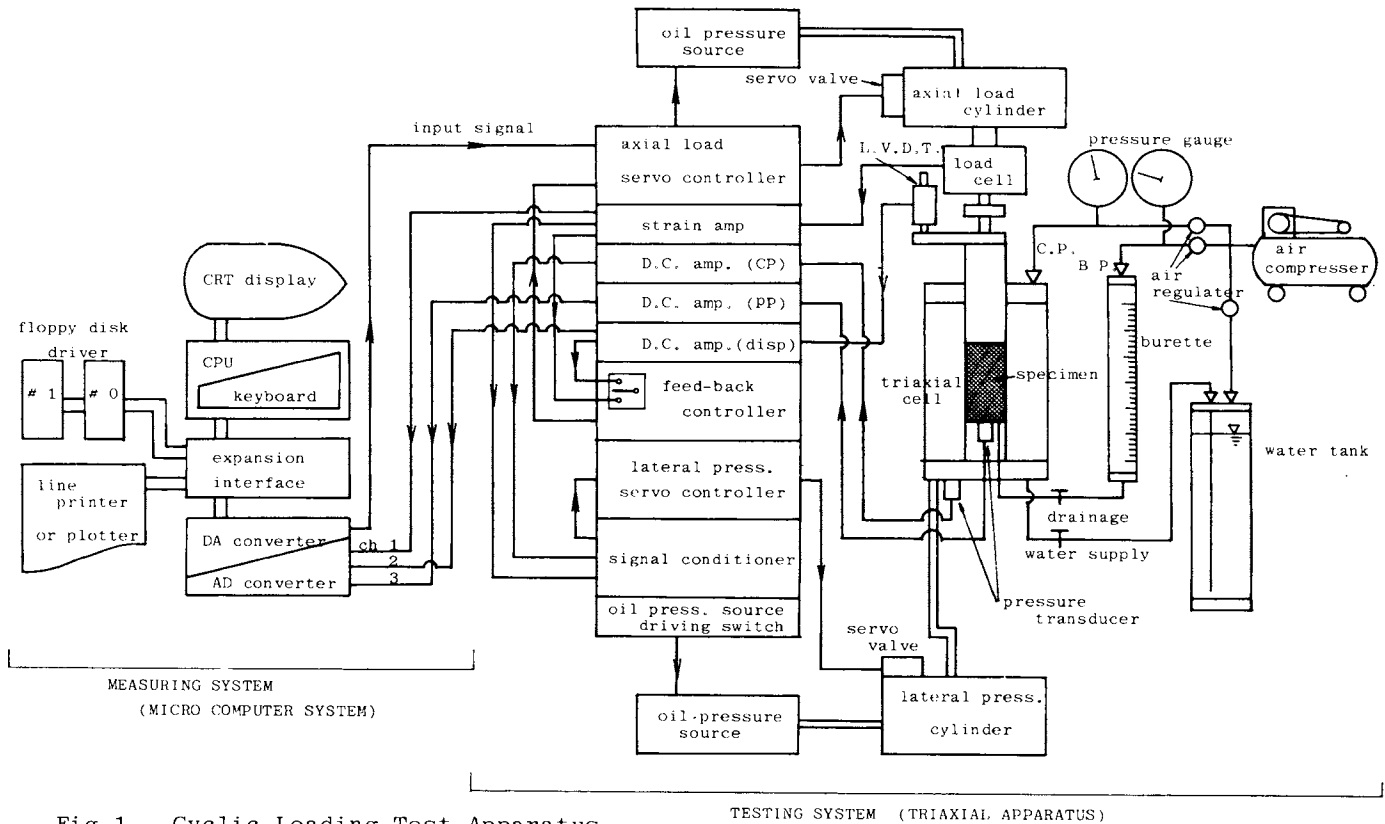 oil pressure
source
servo valve
axial load
cylinder
input signal
axial load
servo controller
L.V.D.T.
load
cell
pressure gauge
strain amp
CRT display
D.C. amp. (CP)
C.P.
B P.
air
regulater
air
compresser
floppy disk
driver
D.C. amp. (PP)
CPU
keyboard
D.C. amp.(disp)
burette
# 1
# 0
feed-back
controller
triaxial
cell
specimen
expansion
interface
water tank
line
printer
or plotter
lateral press.
servo controller
drainage
water supply
DA converter
AD converter
ch 1
2
3
signal conditioner
pressure
transducer
oil press. source
driving switch
servo
valve
MEASURING SYSTEM
(MICRO COMPUTER SYSTEM)
oil-pressure
source
lateral press.
cylinder
TESTING SYSTEM (TRIAXIAL APPARATUS)
Fig.1 Cyclic Loading Test Apparatus